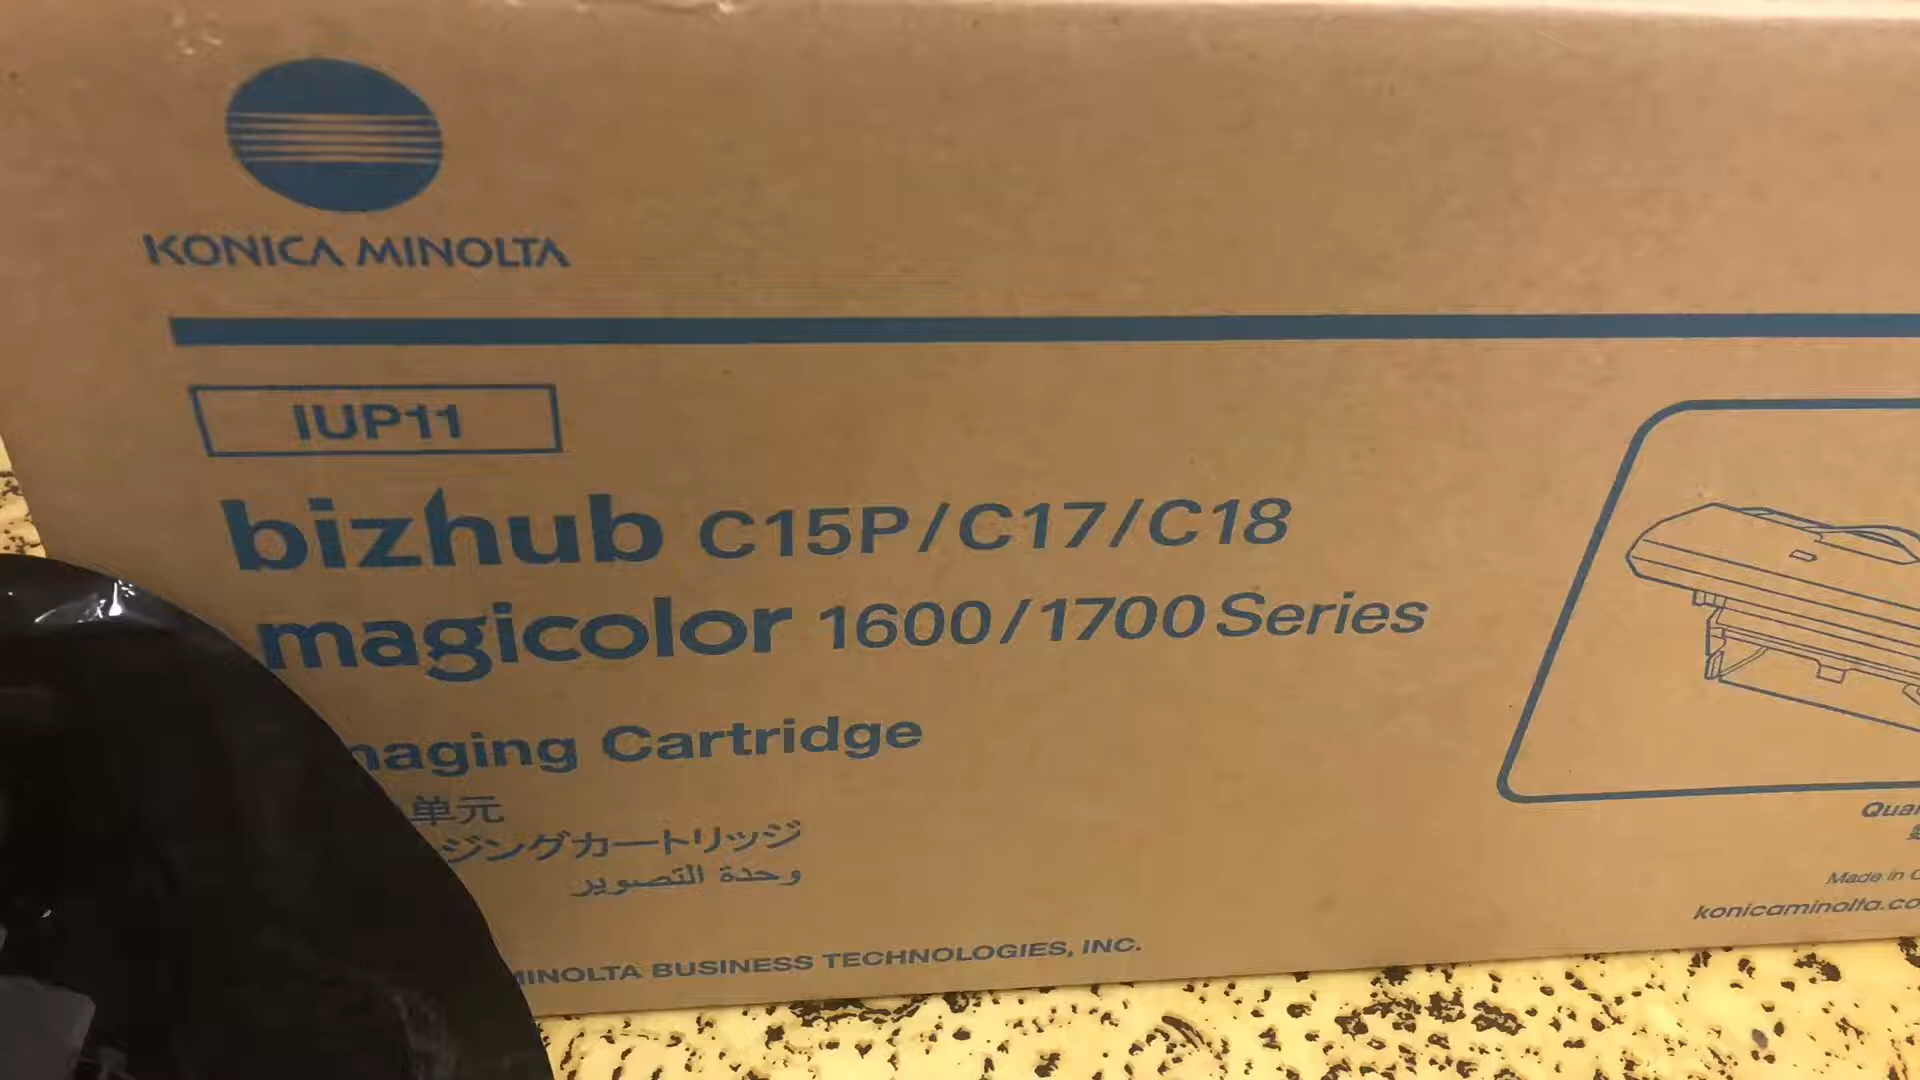 KONICA MINOLTA
IUP11
bizhub C15P/C17/C18
magicolor 1600/1700 Series
maging Cartridge
单元
ジングカートリッジ
وحدة التصوير
MINOLTA BUSINESS TECHNOLOGIES, INC.
Made in
konicaminolta.co